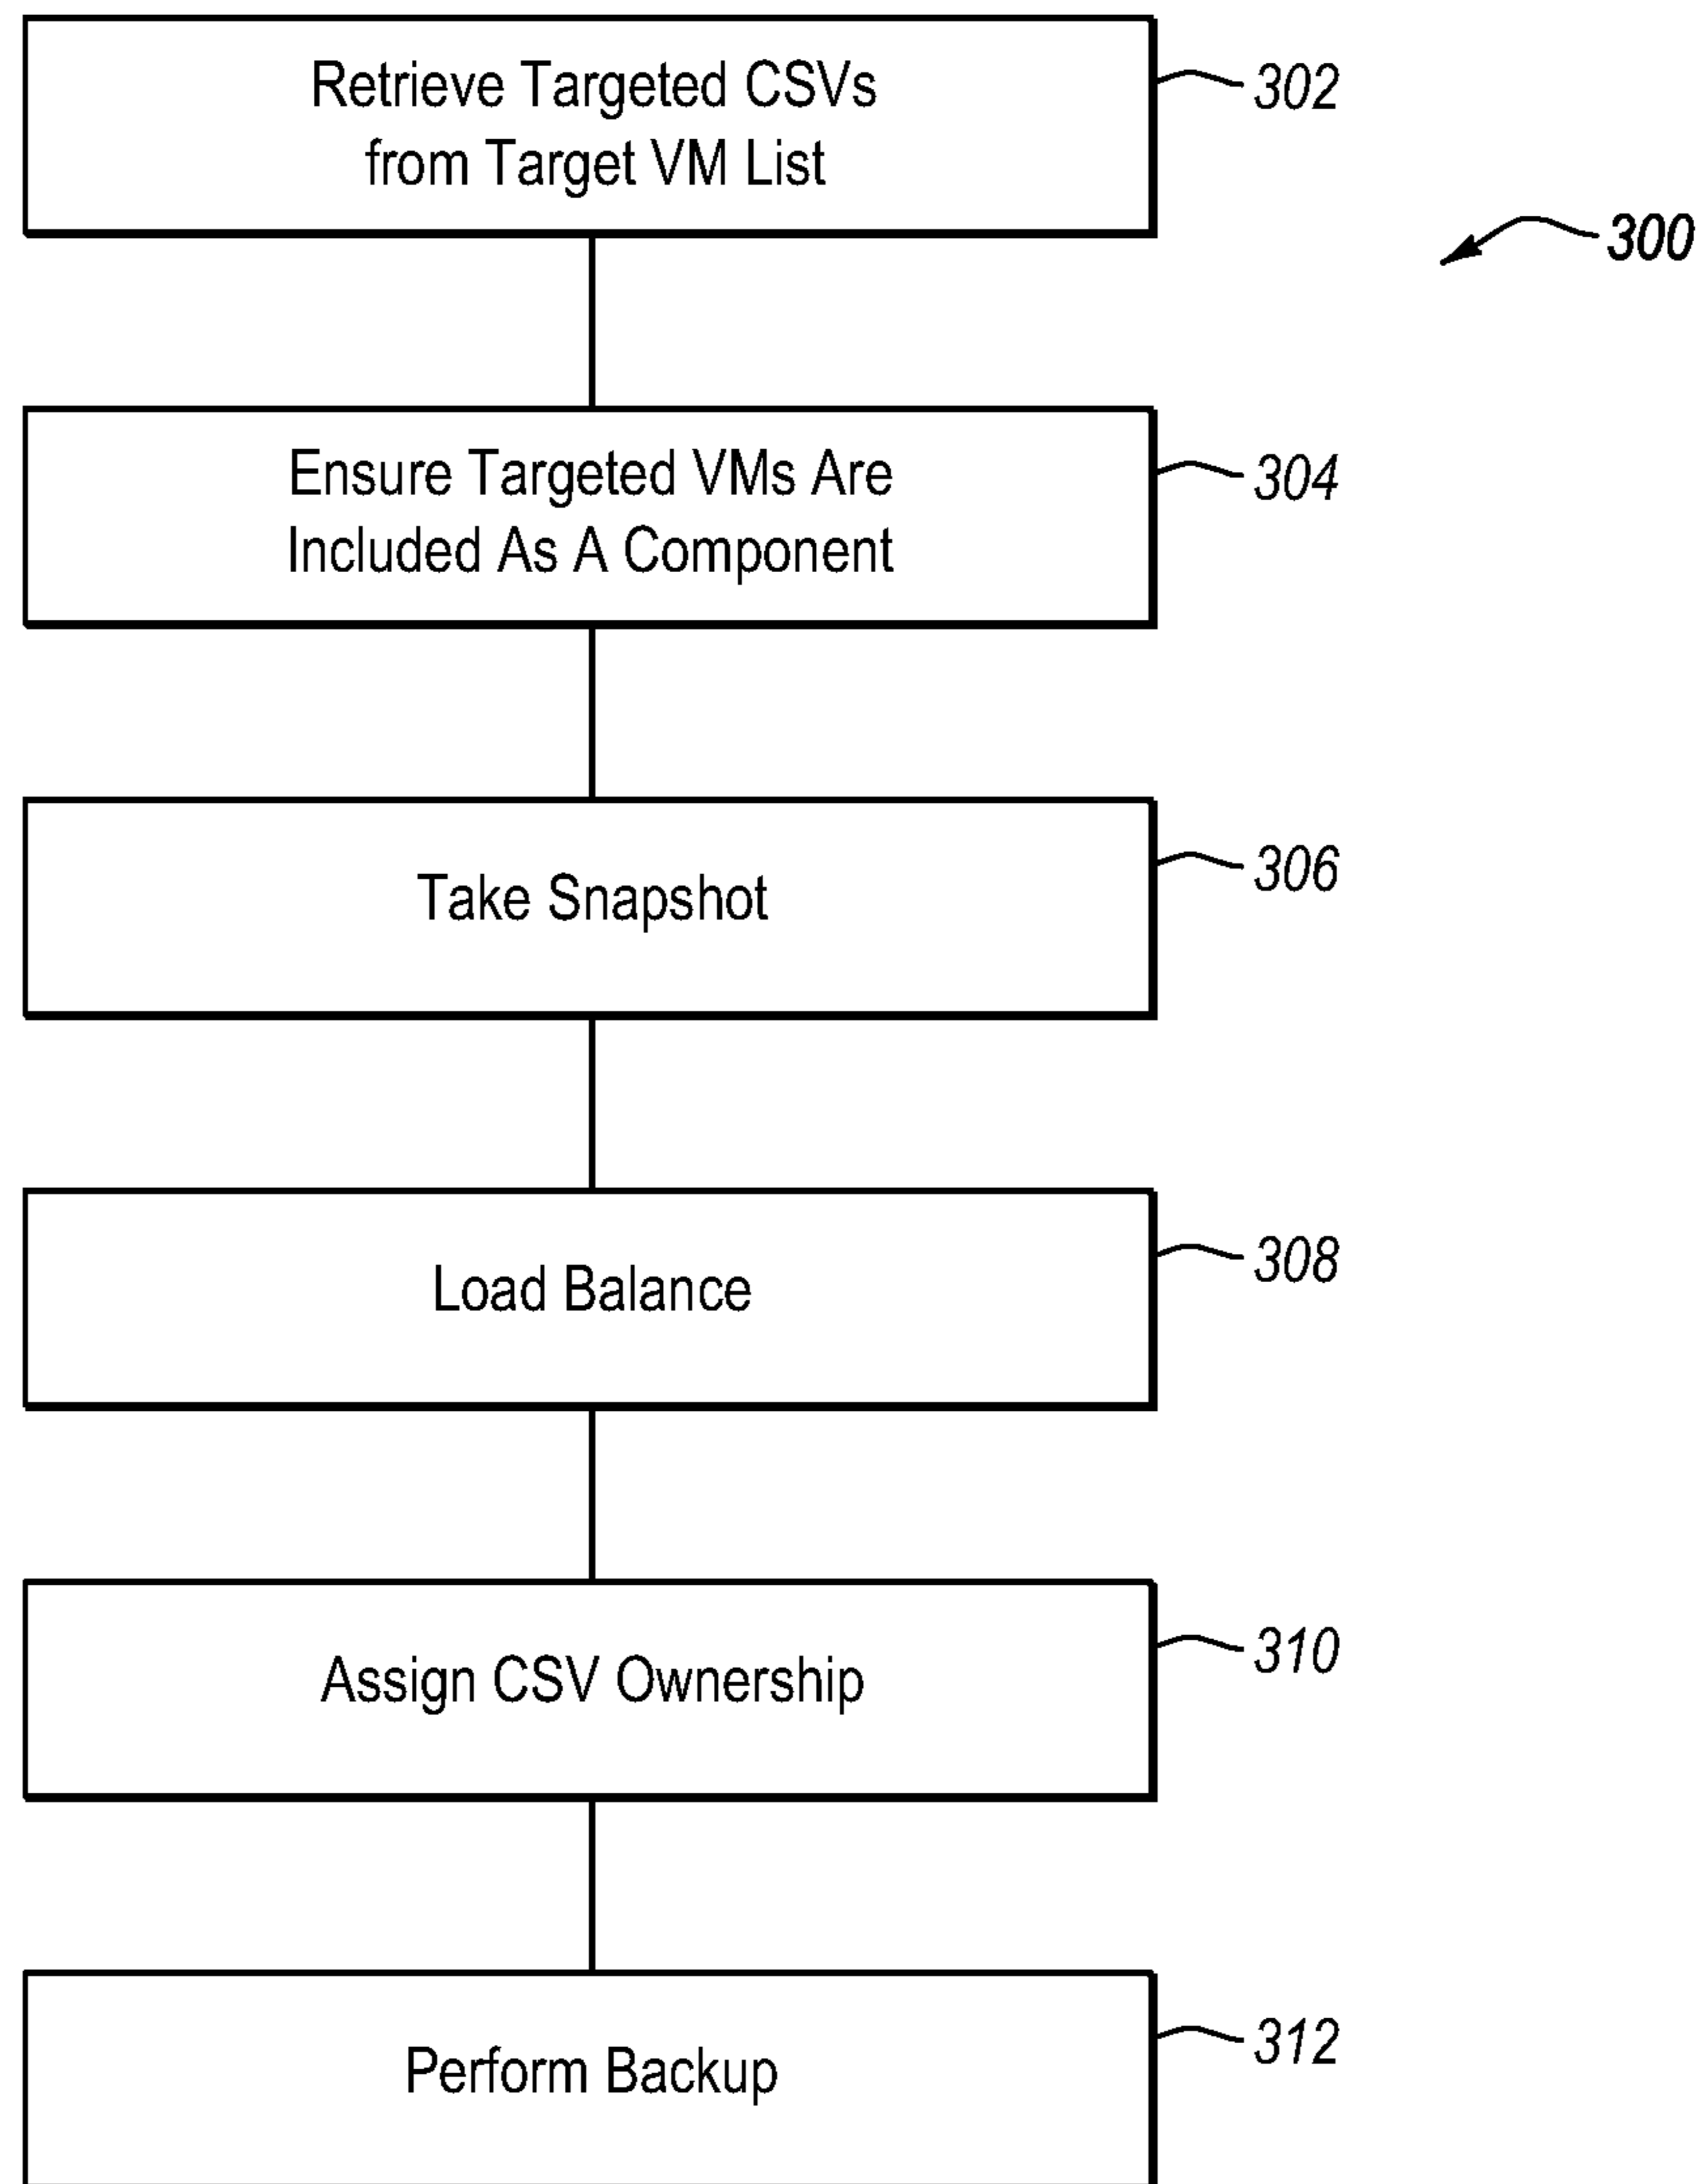 Retrieve Targeted CSVs
from Target VM List
302
300
Ensure Targeted VMs Are
Included As A Component
304
Take Snapshot
306
Load Balance
308
Assign CSV Ownership
310
Perform Backup
312